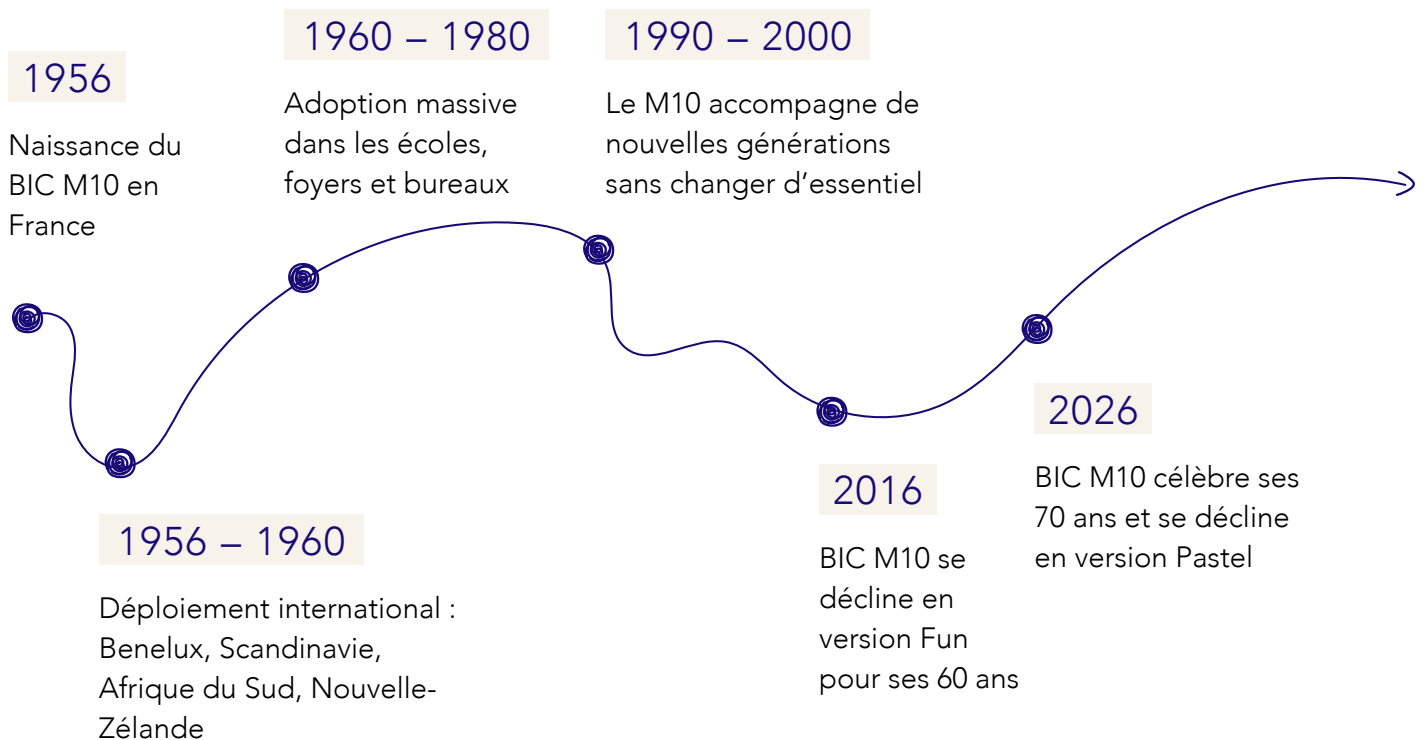 1956
Naissance du
BIC M10 en
France
1956 – 1960
Déploiement international :
Benelux, Scandinavie,
Afrique du Sud, Nouvelle-
Zélande
1960 – 1980
Adoption massive
dans les écoles,
foyers et bureaux
1990 – 2000
Le M10 accompagne de
nouvelles générations
sans changer d’essentiel
2016
BIC M10 se
décline en
version Fun
pour ses 60 ans
2026
BIC M10 célèbre ses
70 ans et se décline
en version Pastel